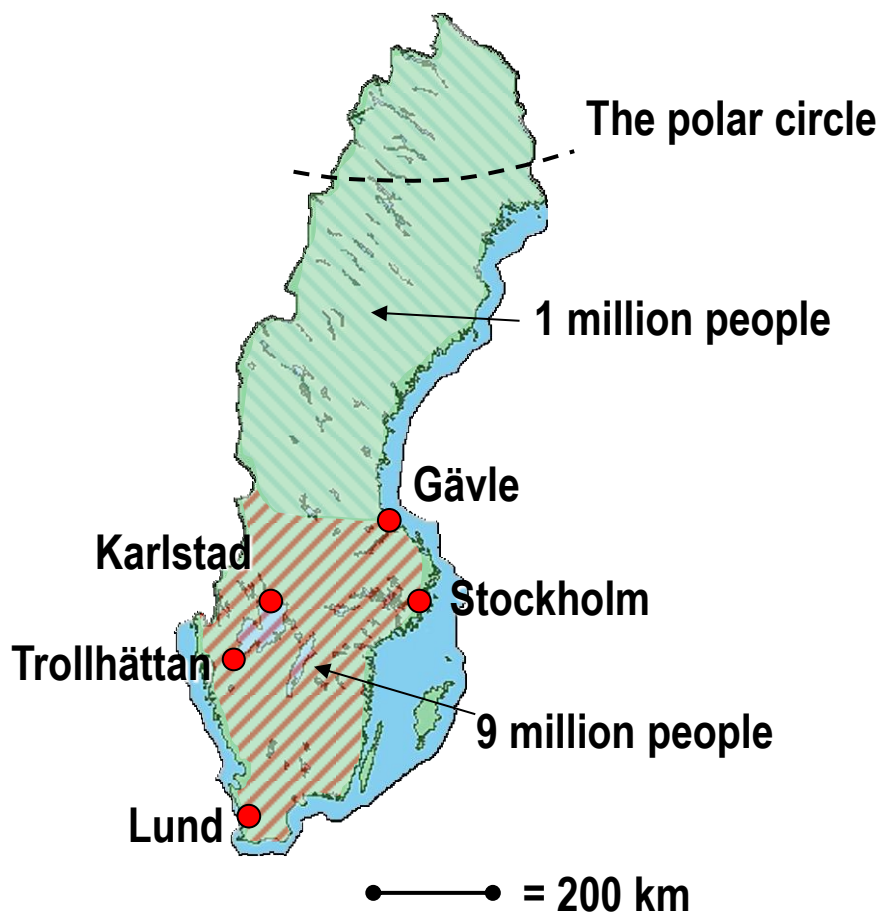 The polar circle
1 million people
Gävle
Karlstad
Stockholm
Trollhättan
9 million people
Lund
= 200 km